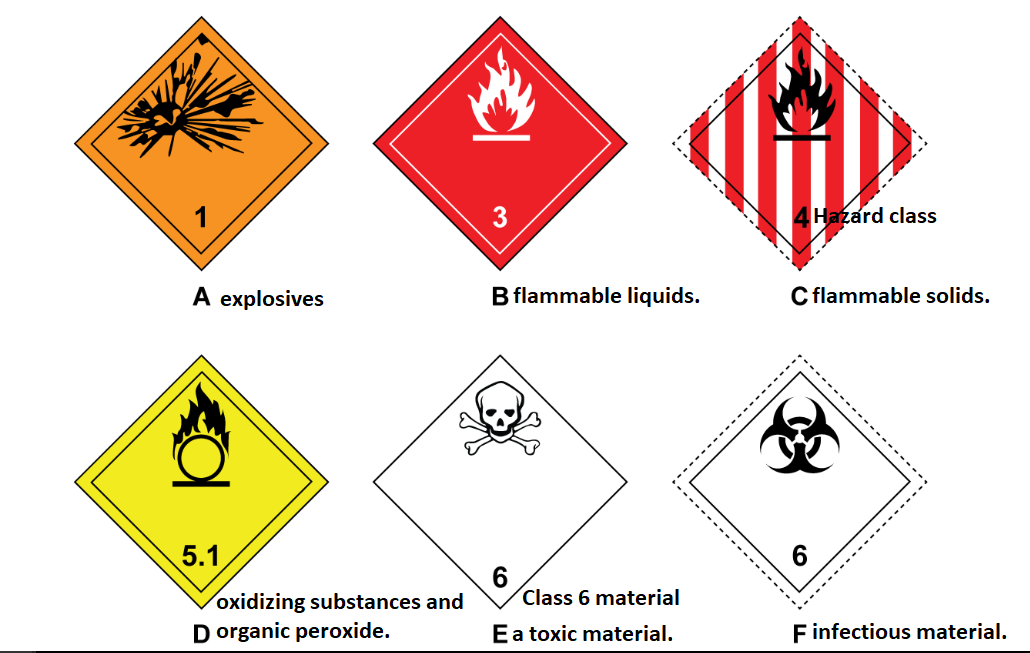 1
3
4 Hazard class
A explosives
B flammable liquids.
C flammable solids.
5.1
6
6
Class 6 material
oxidizing substances and
D organic peroxide.
E a toxic material.
F infectious material.